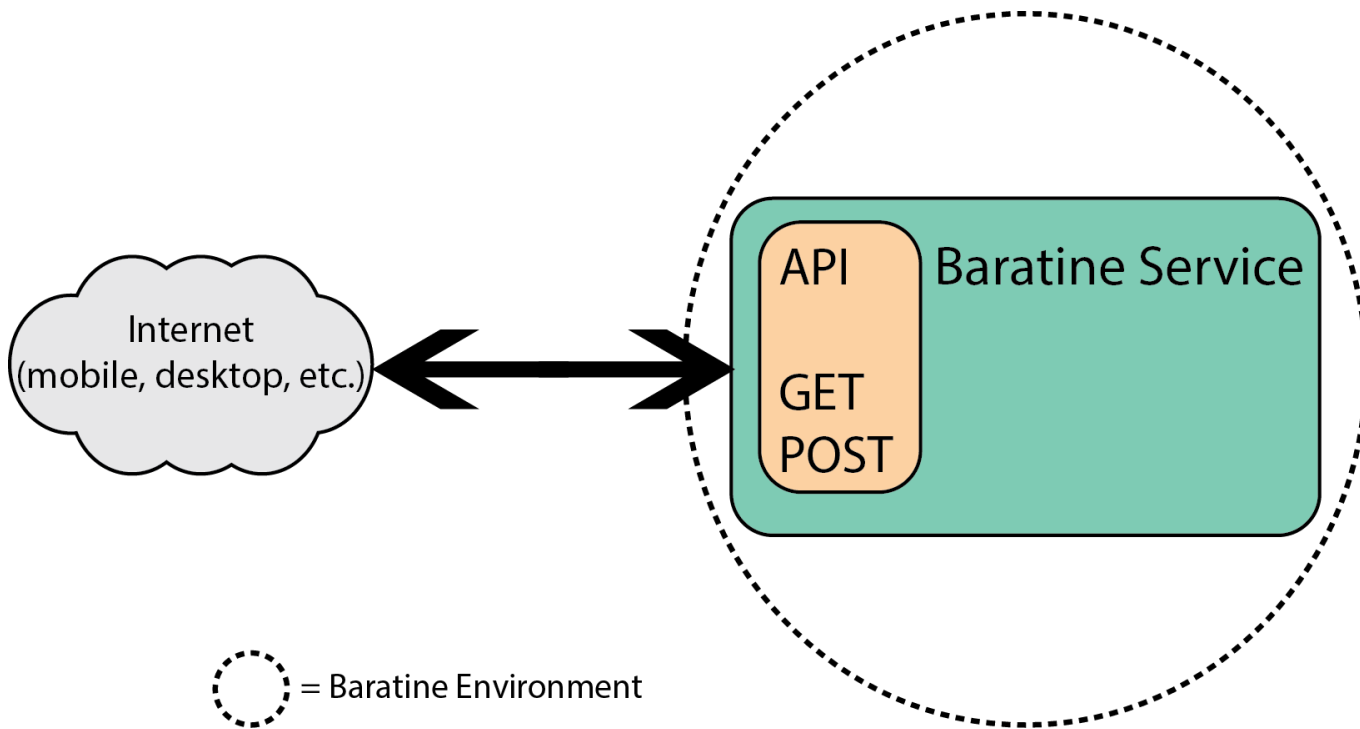 Internet
(mobile, desktop, etc.)
API
GET
POST
Baratine Service
= Baratine Environment